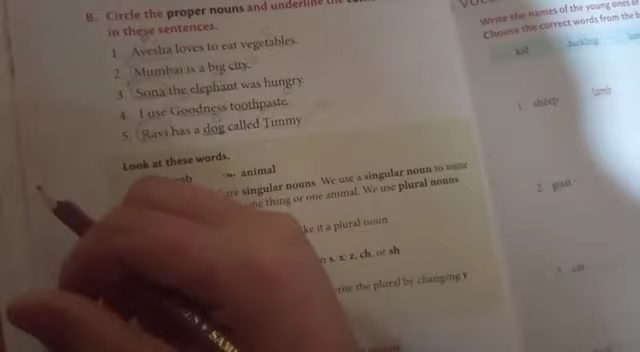 B. Circle the proper nouns and underline the
in these sentences.
1 Ayesha loves to eat vegetables.
2 Mumbai is a big city.
3 Sona the elephant was hungry
4 I use Goodness toothpaste.
5. Ravi has a dog called Timmy
Look at these words.
animal
singular nouns. We use a singular noun to name
one thing or one animal. We use plural nouns
ke it a plural noun
s, x, z, ch, or sh
the plural by changing y
Write the names of the young ones of
Choose the correct words from the b
kid duckling
1 sheep lamb
2 goat
cat